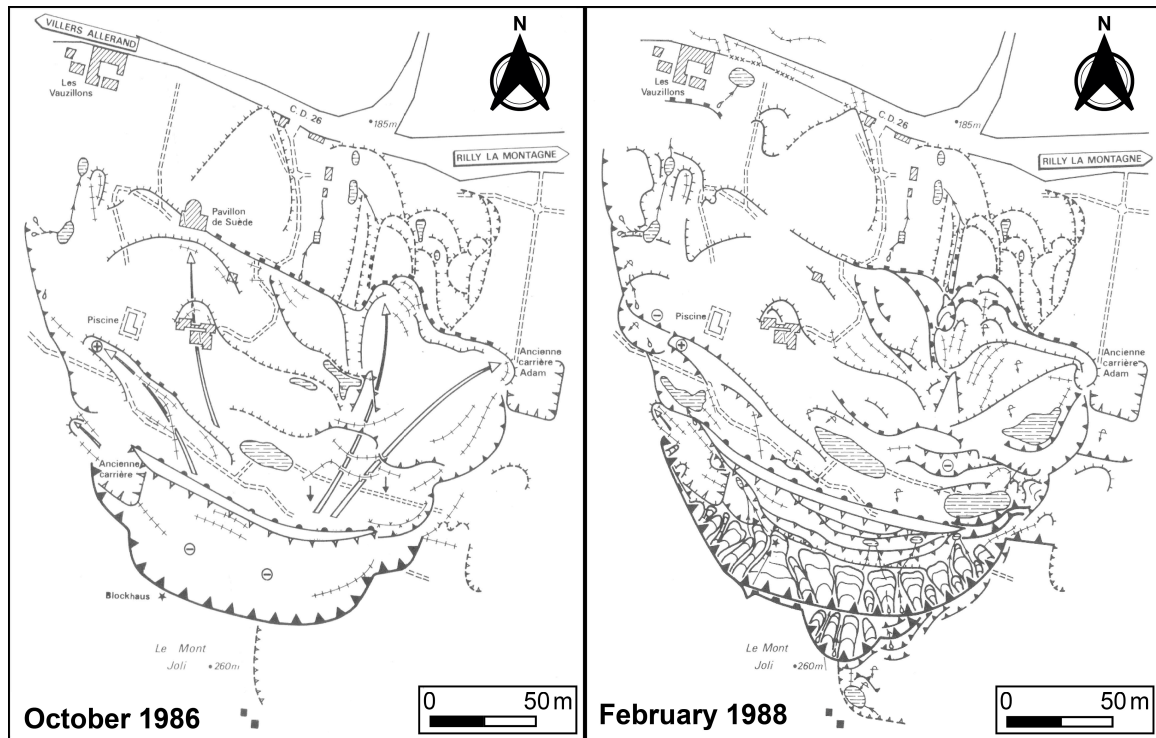 N
VILLERS ALLERAND
Les
Vauzillons
C.D. 26
185m
RILLY LA MONTAGNE
Pavillon
de Suède
Piscine
Ancienne
carrière
Adam
Ancienne
carrière
Blockhaus
Le Mont
Joli
260m
0
50 m
October 1986
N
Les
Vauzillons
C.D. 26
185m
RILLY LA MONTAGNE
Piscine
Ancienne
carrière
Adam
Le Mont
Joli
260m
0
50 m
February 1988